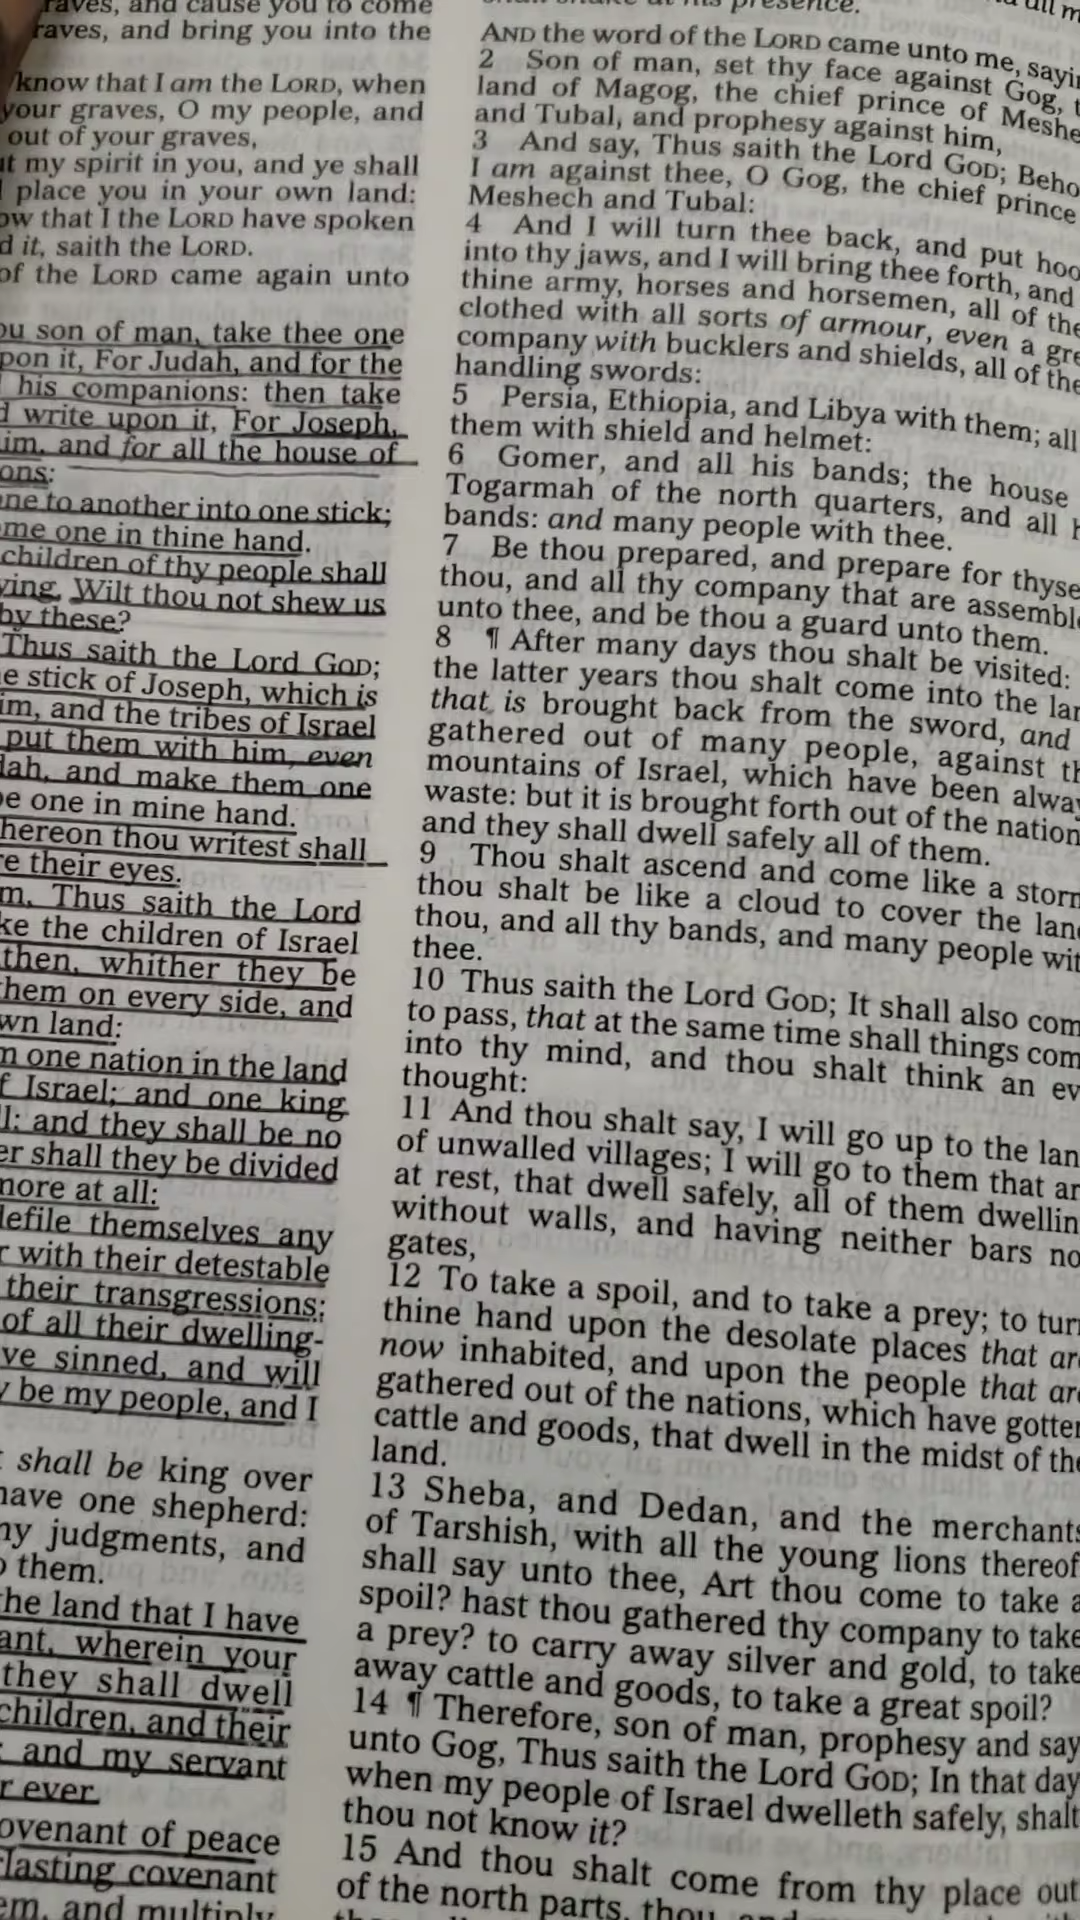 raves, and cause you to come
raves, and bring you into the
know that I am the LORD, when
your graves, O my people, and
out of your graves,
my spirit in you, and ye shall
place you in your own land:
ow that I the LORD have spoken
d it, saith the LORD.
of the LORD came again unto
ou son of man, take thee one
pon it, For Judah, and for the
his companions: then take
d write upon it, For Joseph,
im, and for all the house of
ons:
one to another into one stick;
ome one in thine hand.
children of thy people shall
ying, Wilt thou not shew us
by these?
Thus saith the Lord GOD;
e stick of Joseph, which is
im, and the tribes of Israel
put them with him, even
dah, and make them one
be one in mine hand.
hereon thou writest shall
re their eyes.
m, Thus saith the Lord
ke the children of Israel
then, whither they be
them on every side, and
wn land:
m one nation in the land
f Israel; and one king
ll: and they shall be no
er shall they be divided
more at all:
defile themselves any
r with their detestable
their transgressions:
of all their dwelling-
ve sinned, and will
y be my people, and I
shall be king over
have one shepherd:
my judgments, and
o them.
the land that I have
ant, wherein your
they shall dwell
children, and their
and my servant
r ever.
ovenant of peace
lasting covenant
em, and multiply
presence.
AND the word of the LORD came unto me, sayin
2 Son of man, set thy face against Gog, t
land of Magog, the chief prince of Meshe
and Tubal, and prophesy against him,
3 And say, Thus saith the Lord GOD; Beho
I am against thee, O Gog, the chief prince
Meshech and Tubal:
4 And I will turn thee back, and put hoo
into thy jaws, and I will bring thee forth, and
thine army, horses and horsemen, all of the
clothed with all sorts of armour, even a gre
company with bucklers and shields, all of the
handling swords:
5 Persia, Ethiopia, and Libya with them; all
them with shield and helmet:
6 Gomer, and all his bands; the house
Togarmah of the north quarters, and all h
bands: and many people with thee.
7 Be thou prepared, and prepare for thyse
thou, and all thy company that are assemble
unto thee, and be thou a guard unto them.
8 ¶ After many days thou shalt be visited:
the latter years thou shalt come into the lan
that is brought back from the sword, and
gathered out of many people, against th
mountains of Israel, which have been alway
waste: but it is brought forth out of the nation
and they shall dwell safely all of them.
9 Thou shalt ascend and come like a storm
thou shalt be like a cloud to cover the land
thou, and all thy bands, and many people wit
thee.
10 Thus saith the Lord GOD; It shall also com
to pass, that at the same time shall things com
into thy mind, and thou shalt think an ev
thought:
11 And thou shalt say, I will go up to the lan
of unwalled villages; I will go to them that ar
at rest, that dwell safely, all of them dwellin
without walls, and having neither bars no
gates,
12 To take a spoil, and to take a prey; to turn
thine hand upon the desolate places that are
now inhabited, and upon the people that are
gathered out of the nations, which have gotten
cattle and goods, that dwell in the midst of the
land.
13 Sheba, and Dedan, and the merchants
of Tarshish, with all the young lions thereof
shall say unto thee, Art thou come to take a
spoil? hast thou gathered thy company to take
a prey? to carry away silver and gold, to take
away cattle and goods, to take a great spoil?
14 ¶ Therefore, son of man, prophesy and say
unto Gog, Thus saith the Lord GOD; In that day
when my people of Israel dwelleth safely, shalt
thou not know it?
15 And thou shalt come from thy place out
of the north parts, thou, and